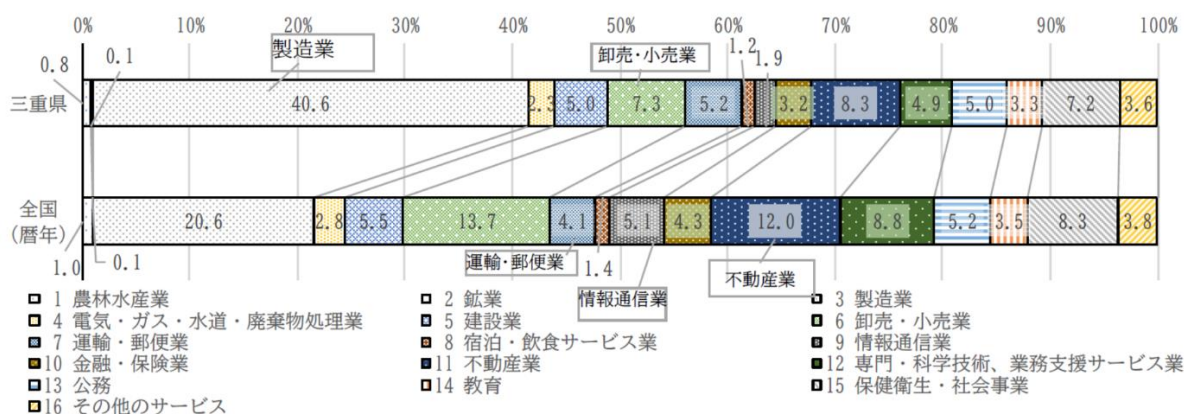 0% 10% 20% 30% 40% 50% 60% 70% 80% 90% 100%
製造業 卸売・小売業
0.8 0.1 1.2 1.9
三重県 40.6 2.3 5.0 7.3 5.2 3.2 8.3 4.9 5.0 3.3 7.2 3.6
全国
(暦年) 20.6 2.8 5.5 13.7 4.1 5.1 4.3 12.0 8.8 5.2 3.5 8.3 3.8
1.0 0.1 運輸・郵便業 1.4 情報通信業 不動産業
1 農林水産業 2 鉱業 3 製造業
4 電気・ガス・水道・廃棄物処理業 5 建設業 6 卸売・小売業
7 運輸・郵便業 8 宿泊・飲食サービス業 9 情報通信業
10 金融・保険業 11 不動産業 12 専門・科学技術、業務支援サービス業
13 公務 14 教育 15 保健衛生・社会事業
16 その他のサービス